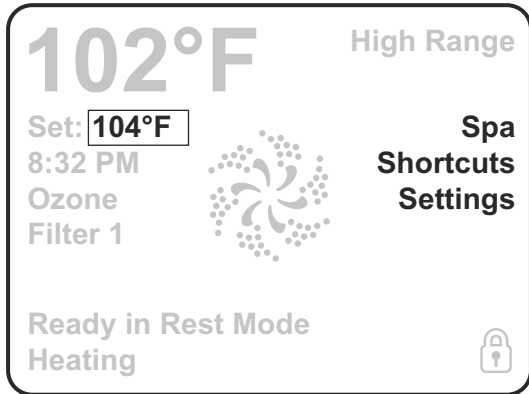 102°F
High Range
Set: 104°F
Spa
8:32 PM
Shortcuts
Ozone
Settings
Filter 1
Ready in Rest Mode
Heating